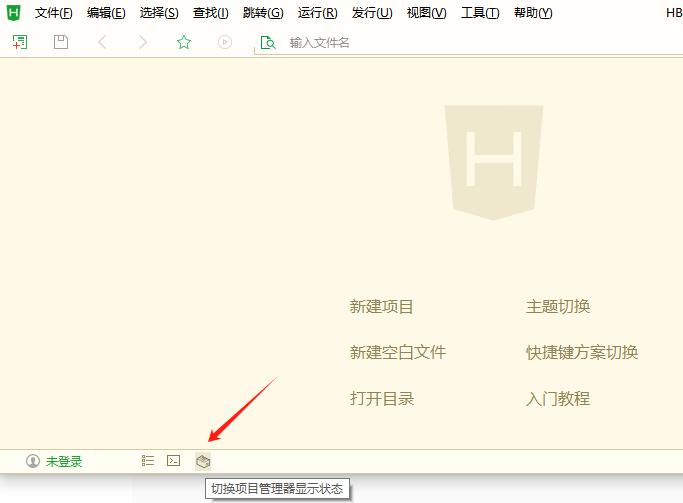 文件(F) 编辑(E) 选择(S) 查找(I) 跳转(G) 运行(R) 发行(U) 视图(V) 工具(T) 帮助(Y) HB
输入文件名
H
新建项目 主题切换
新建空白文件 快捷键方案切换
打开目录 入门教程
未登录
切换项目管理器显示状态